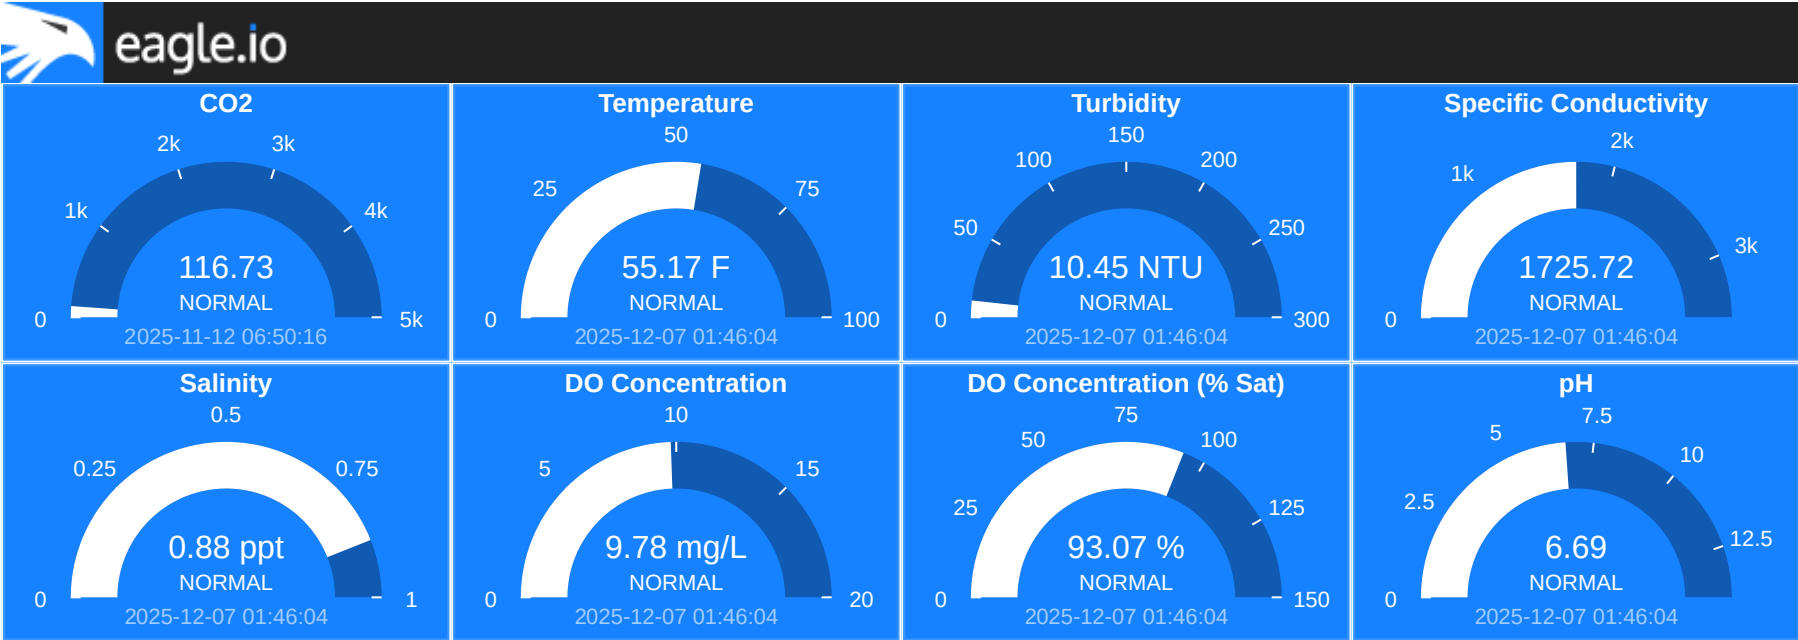 eagle.io
CO2
2k
3k
1k
4k
116.73
NORMAL
0
5k
2025-11-12 06:50:16
Temperature
50
25
75
55.17 F
NORMAL
0
100
2025-12-07 01:46:04
Turbidity
150
100
200
50
250
10.45 NTU
NORMAL
0
300
2025-12-07 01:46:04
Specific Conductivity
2k
1k
3k
1725.72
NORMAL
0
2025-12-07 01:46:04
Salinity
0.5
0.25
0.75
0.88 ppt
NORMAL
0
1
2025-12-07 01:46:04
DO Concentration
10
5
15
9.78 mg/L
NORMAL
0
20
2025-12-07 01:46:04
DO Concentration (% Sat)
75
50
100
25
125
93.07 %
NORMAL
0
150
2025-12-07 01:46:04
pH
7.5
5
10
2.5
12.5
6.69
NORMAL
0
2025-12-07 01:46:04